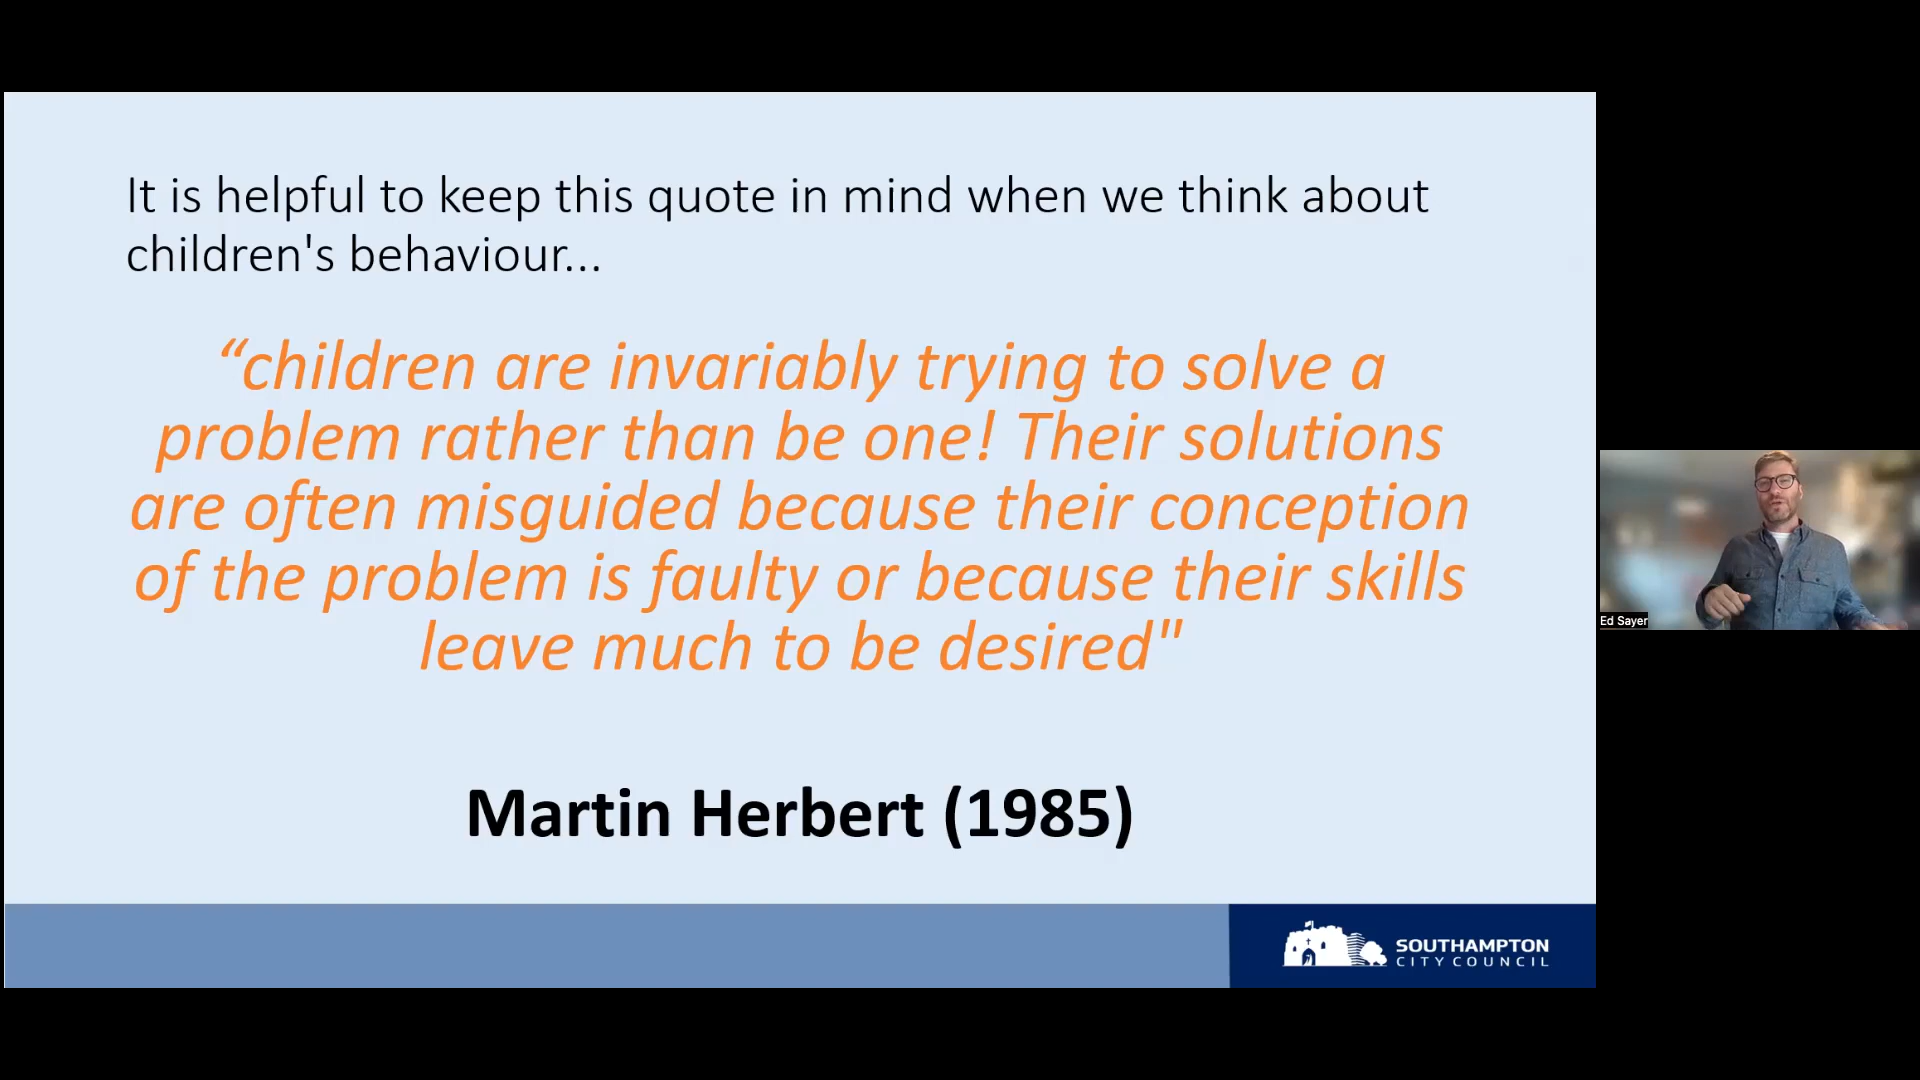 It is helpful to keep this quote in mind when we think about
children's behaviour...
“children are invariably trying to solve a
problem rather than be one! Their solutions
are often misguided because their conception
of the problem is faulty or because their skills
leave much to be desired"
Martin Herbert (1985)
Ed Sayer
SOUTHAMPTON
CITY COUNCIL